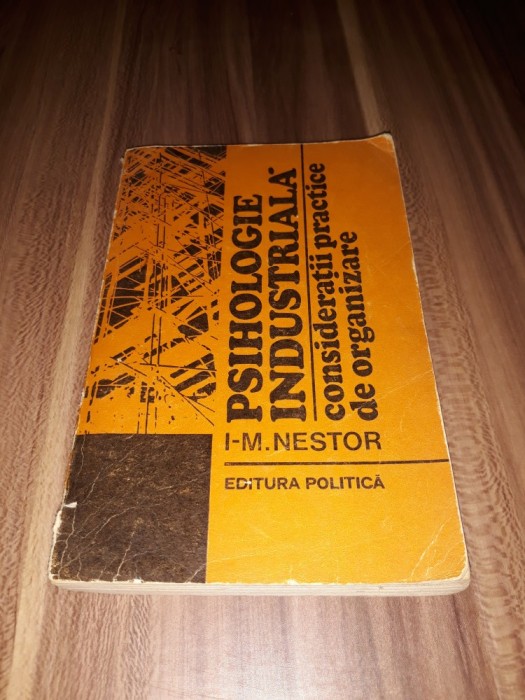 PSIHOLOGIE
INDUSTRIALĂ
considerații practice
de organizare
I-M. NESTOR
EDITURA POLITICĂ